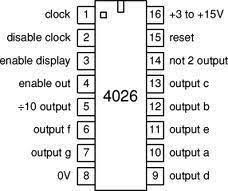 clock 1 16 +3 to +15V
disable clock 2 15 reset
enable display 3 14 not 2 output
enable out 4 13 output c
÷10 output 5 12 output b
4026
output f 6 11 output e
output g 7 10 output a
0V 8 9 output d